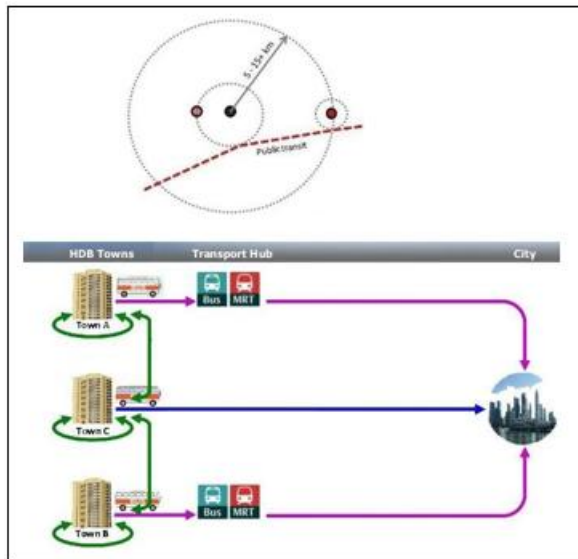 5 - 15+ km
Public transit
HDB Towns Transport Hub City
Bus MRT
Town A
Town C
Bus MRT
Town B